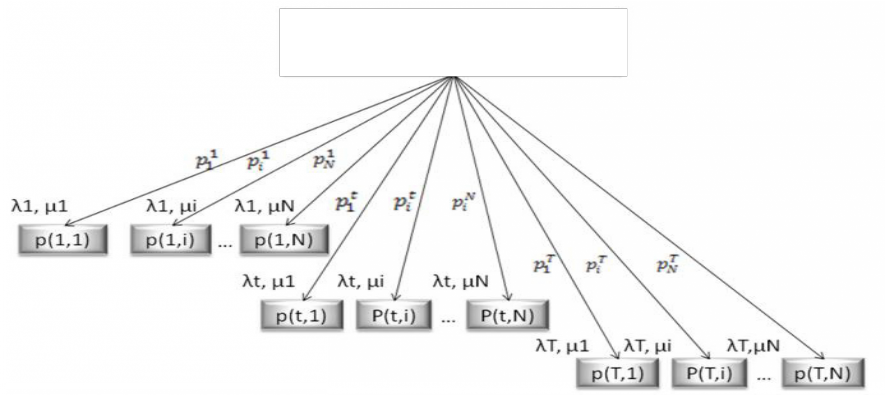 p₁¹ pᵢ¹ p_N¹
λ1, μ1 λ1, μi λ1, μN
p(1,1) p(1,i) ... p(1,N)
p₁ᵗ pᵢᵗ pᵢᴺ
λt, μ1 λt, μi λt, μN
p(t,1) P(t,i) ... P(t,N)
p₁ᵀ pᵢᵀ p_Nᵀ
λT, μ1 λT, μi λT,μN
p(T,1) P(T,i) ... p(T,N)